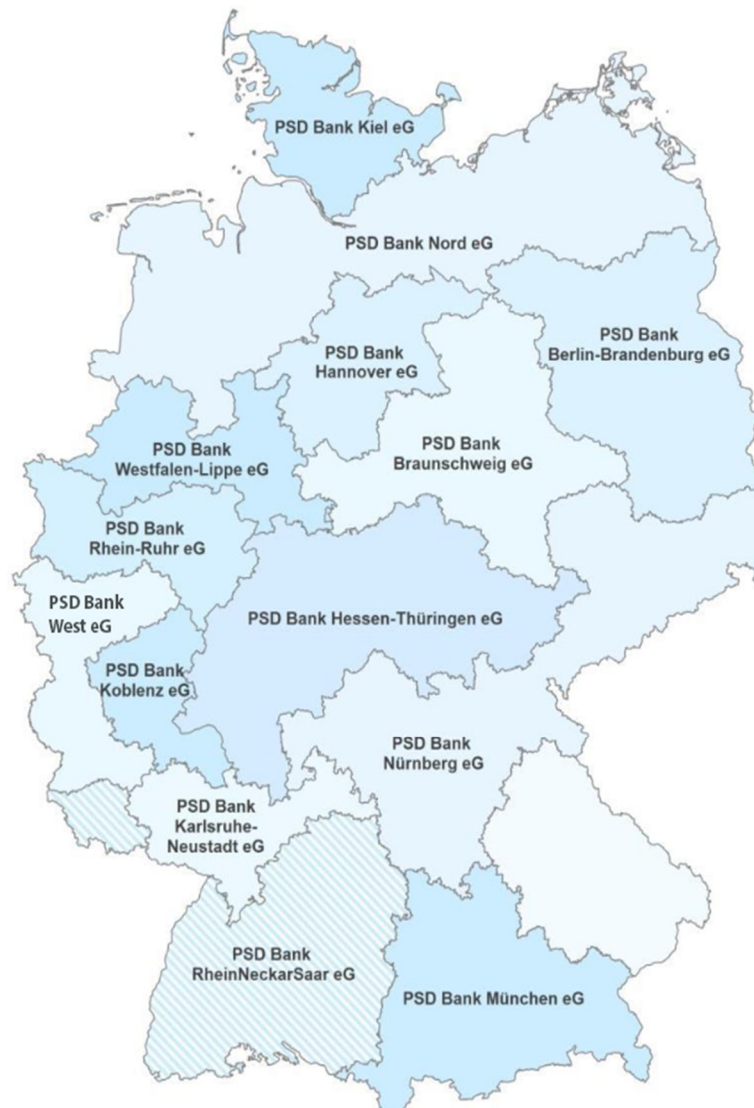 PSD Bank Kiel eG
PSD Bank Nord eG
PSD Bank
Berlin-Brandenburg eG
PSD Bank
Hannover eG
PSD Bank
Westfalen-Lippe eG
PSD Bank
Braunschweig eG
PSD Bank
Rhein-Ruhr eG
PSD Bank
West eG
PSD Bank Hessen-Thüringen eG
PSD Bank
Koblenz eG
PSD Bank
Nürnberg eG
PSD Bank
Karlsruhe-
Neustadt eG
PSD Bank
RheinNeckarSaar eG
PSD Bank München eG